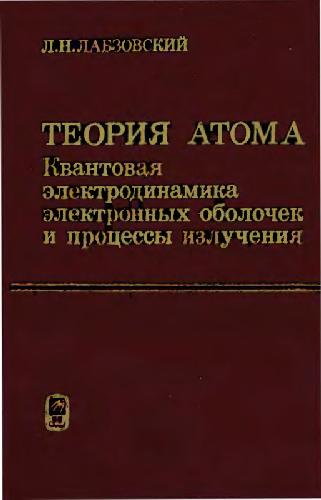 Л.Н.ЛАБЗОВСКИЙ
ТЕОРИЯ АТОМА
Квантовая
электродинамика
электронных оболочек
и процессы излучения